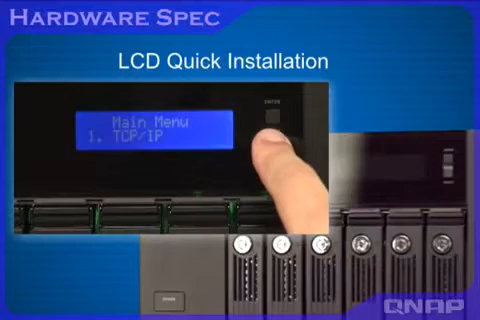 HARDWARE SPEC
LCD Quick Installation
ENTER
Main Menu
1. TCP/IP
QNAP